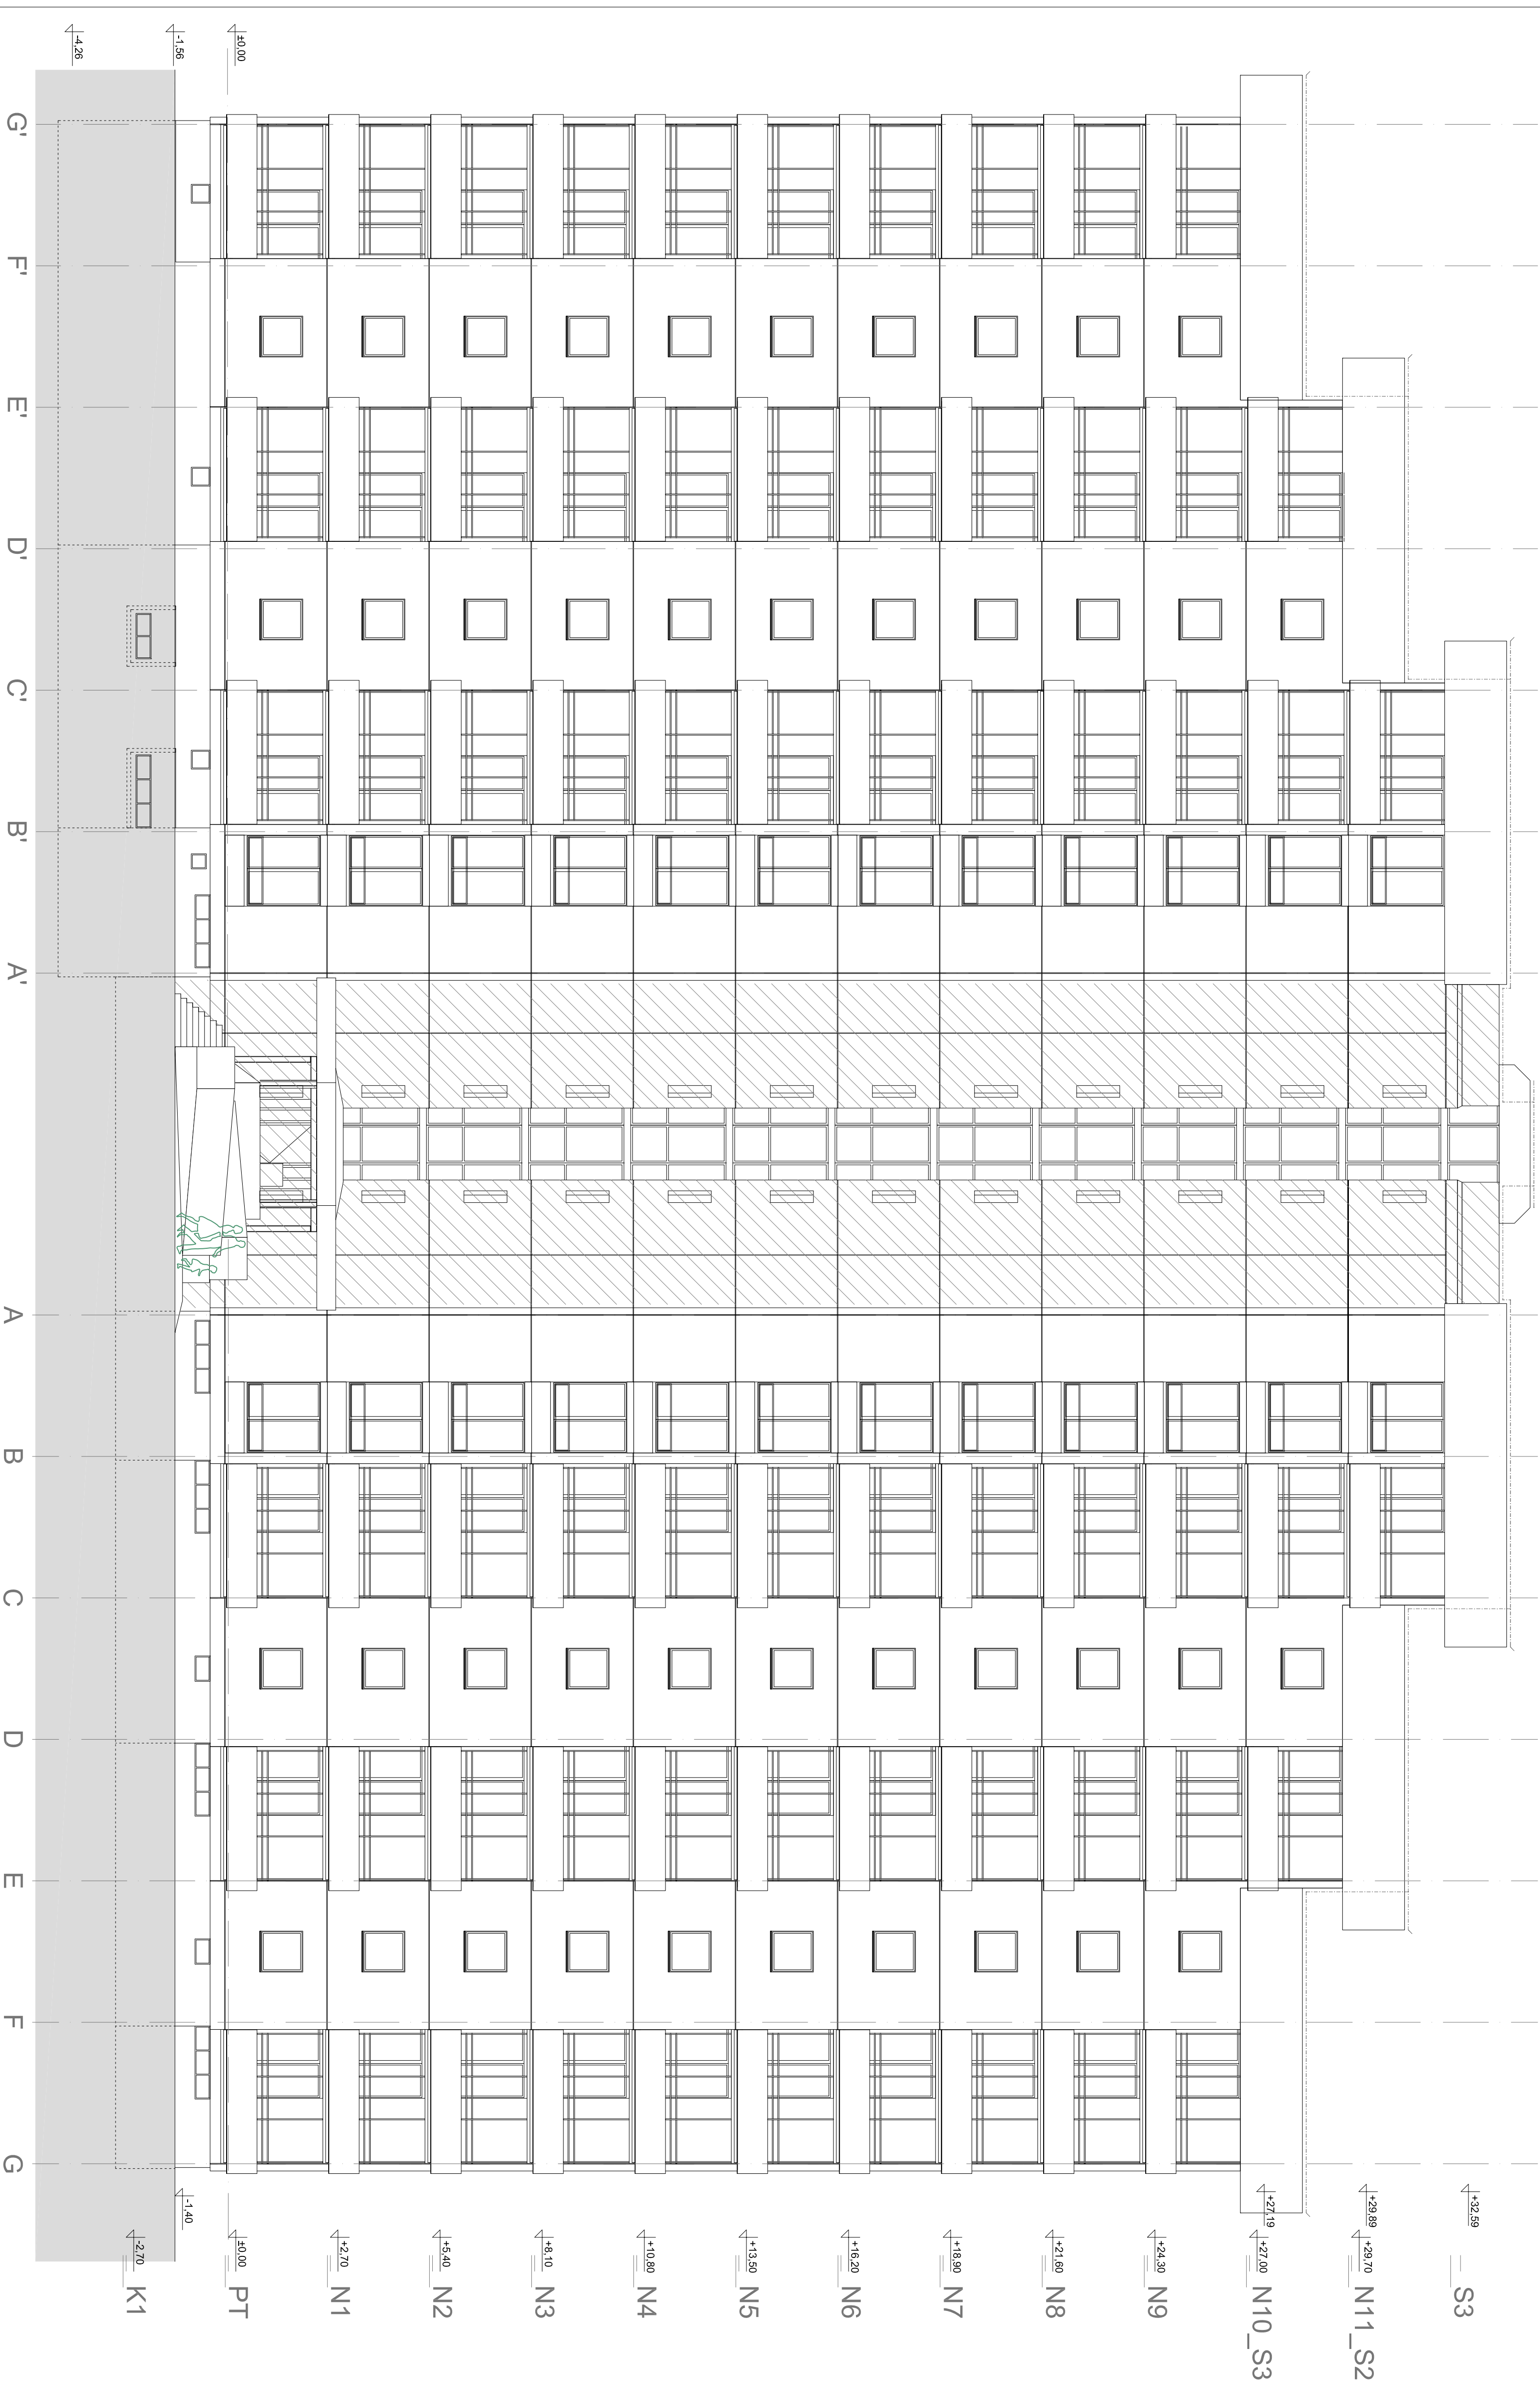 S3
+32,59
N11_S2
+29,89
+29,70
N10_S3
+27,19
+27,00
N9
+24,30
N8
+21,60
N7
+18,90
N6
+16,20
N5
+13,50
N4
+10,80
N3
+8,10
N2
+5,40
N1
+2,70
PT
±0,00
±0,00
-1,56
-1,40
K1
-2,70
-4,26
G' F' E' D' C' B' A' A B C D E F G